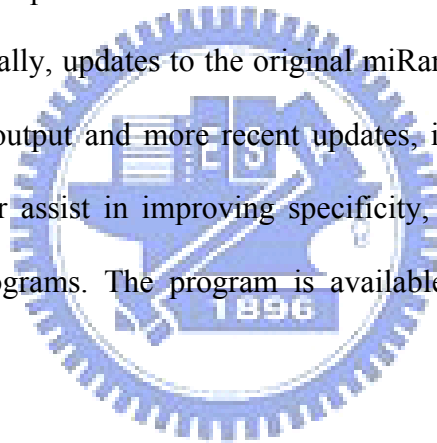 ally, updates to the original miRan
output and more recent updates, i
r assist in improving specificity,
ograms. The program is available
1896